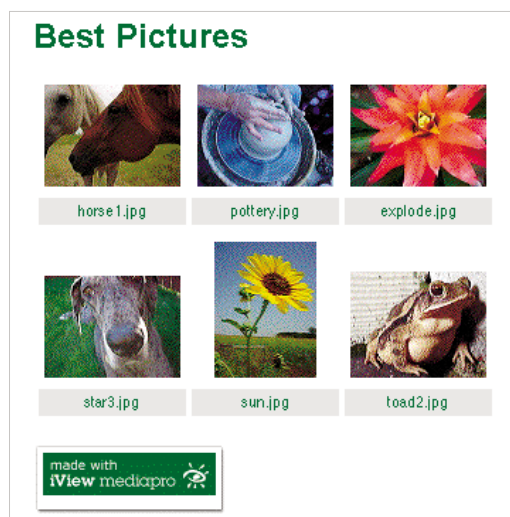 Best Pictures
horse1.jpg
pottery.jpg
explode.jpg
star3.jpg
sun.jpg
toad2.jpg
made with
iView mediapro